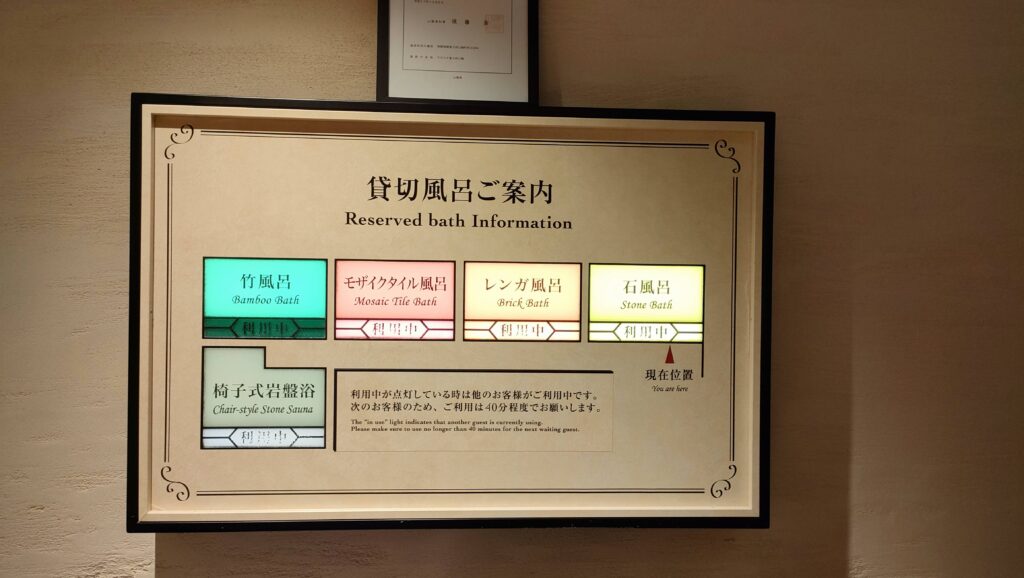 貸切風呂ご案内
Reserved bath Information
竹風呂
Bamboo Bath
利用中
モザイクタイル風呂
Mosaic Tile Bath
利用中
レンガ風呂
Brick Bath
利用中
石風呂
Stone Bath
利用中
現在位置
You are here
椅子式岩盤浴
Chair-style Stone Sauna
利用中
利用中が点灯している時は他のお客様がご利用中です。
次のお客様のため、ご利用は40分程度でお願いします。
The "in use" light indicates that another guest is currently using.
Please make sure to use no longer than 40 minutes for the next waiting guest.